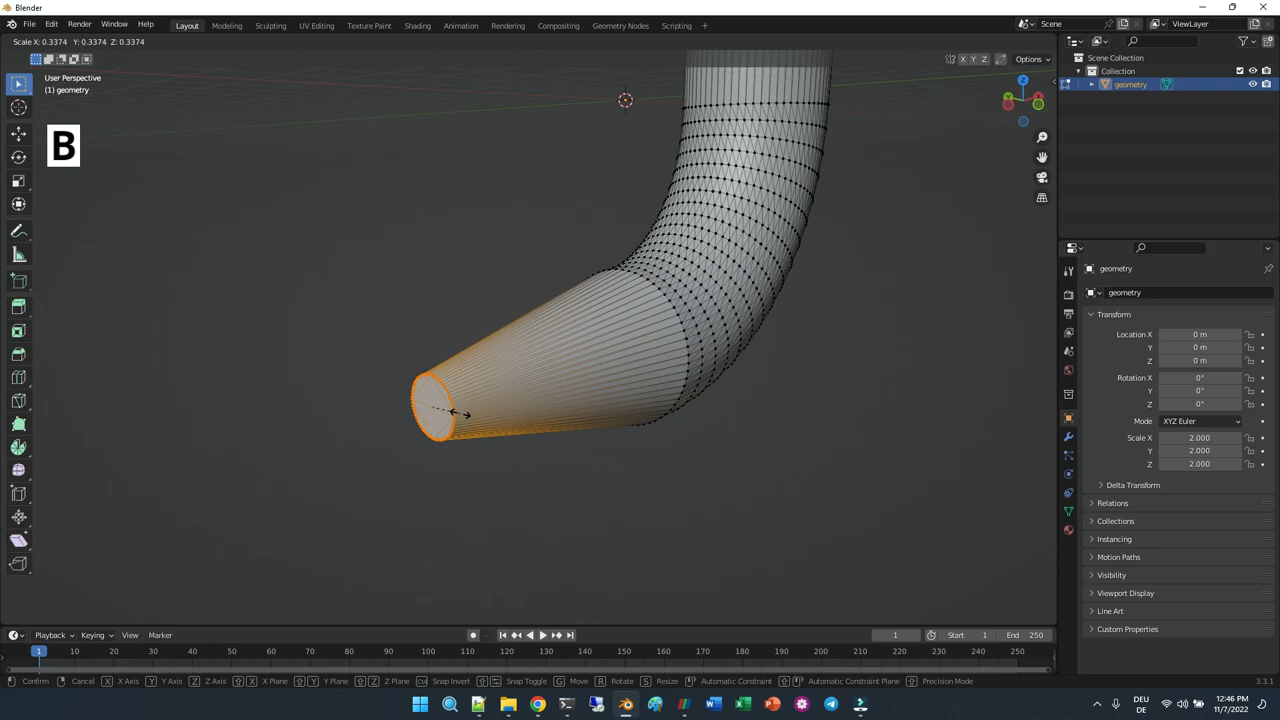 Blender
File Edit Render Window Help Layout Modeling Sculpting UV Editing Texture Paint Shading Animation Rendering Compositing Geometry Nodes Scripting + Scene ViewLayer
Scale X: 0.3374 Y: 0.3374 Z: 0.3374
X Y Z Options
User Perspective
(1) geometry
B
Z
Scene Collection
Collection
geometry
geometry
geometry
Transform
Location X 0 m
Y 0 m
Z 0 m
Rotation X 0°
Y 0°
Z 0°
Mode XYZ Euler
Scale X 2.000
Y 2.000
Z 2.000
Delta Transform
Relations
Collections
Instancing
Motion Paths
Visibility
Viewport Display
Line Art
Custom Properties
Playback Keying View Marker 1 Start 1 End 250
1 10 20 30 40 50 60 70 80 90 100 110 120 130 140 150 160 170 180 190 200 210 220 230 240 250
Confirm Cancel X X Axis Y Y Axis Z Z Axis X X Plane Y Y Plane Z Z Plane Snap Invert Snap Toggle G Move R Rotate S Resize Automatic Constraint Automatic Constraint Plane Precision Mode 3.3.1
DEU
DE
12:46 PM
11/7/2022